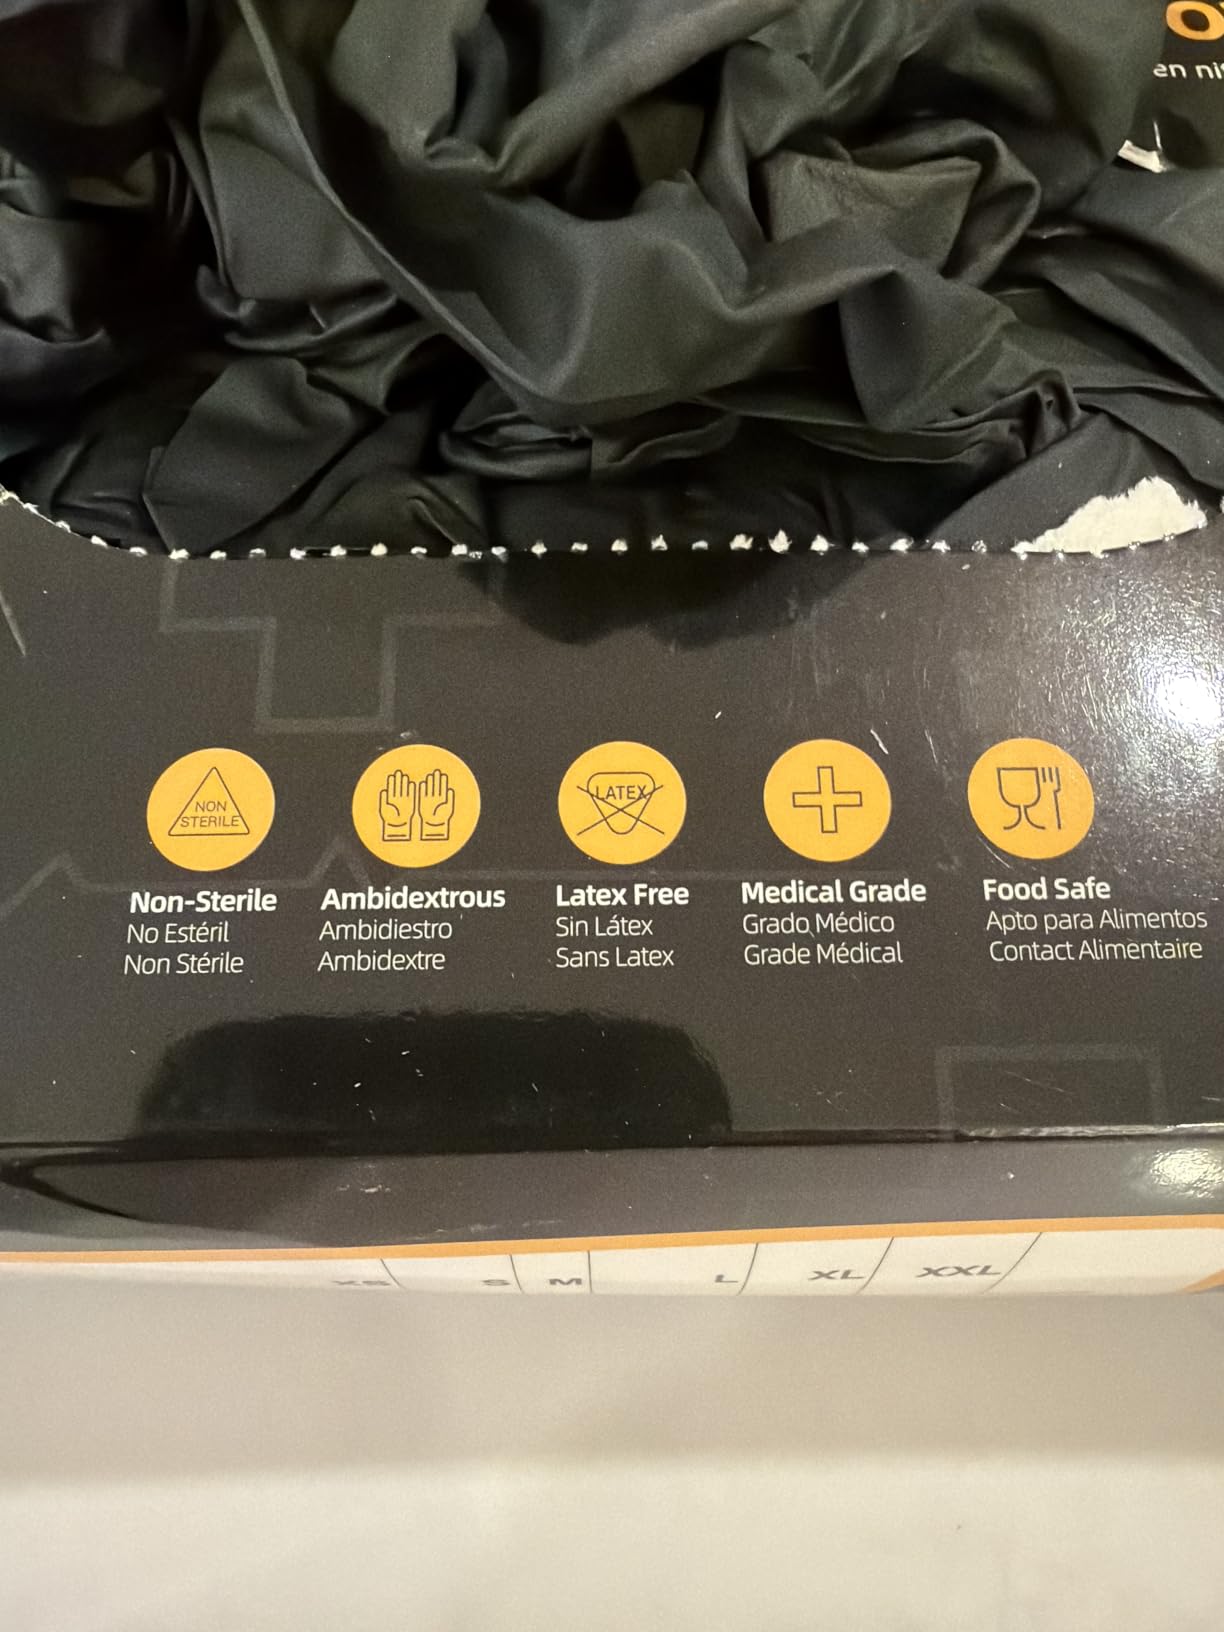 en
NON
STERILE
LATEX
Non-Sterile
No Estéril
Non Stérile
Ambidextrous
Ambidiestro
Ambidextre
Latex Free
Sin Látex
Sans Latex
Medical Grade
Grado Médico
Grade Médical
Food Safe
Apto para Alimentos
Contact Alimentaire
XS S M L XL XXL